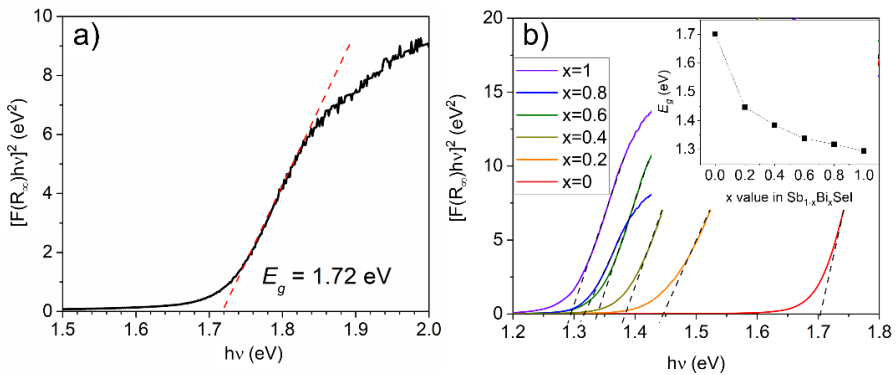 a)
[F(R∞)hν]² (eV²)
10
8
6
4
2
0
E_g = 1.72 eV
1.5 1.6 1.7 1.8 1.9 2.0
hν (eV)
b)
[F(R∞)hν]² (eV²)
20
15
10
5
0
x=1
x=0.8
x=0.6
x=0.4
x=0.2
x=0
E_g (eV)
1.7
1.6
1.5
1.4
1.3
0.0 0.2 0.4 0.6 0.8 1.0
x value in Sb₁₋ₓBiₓSeI
1.2 1.3 1.4 1.5 1.6 1.7 1.8
hν (eV)